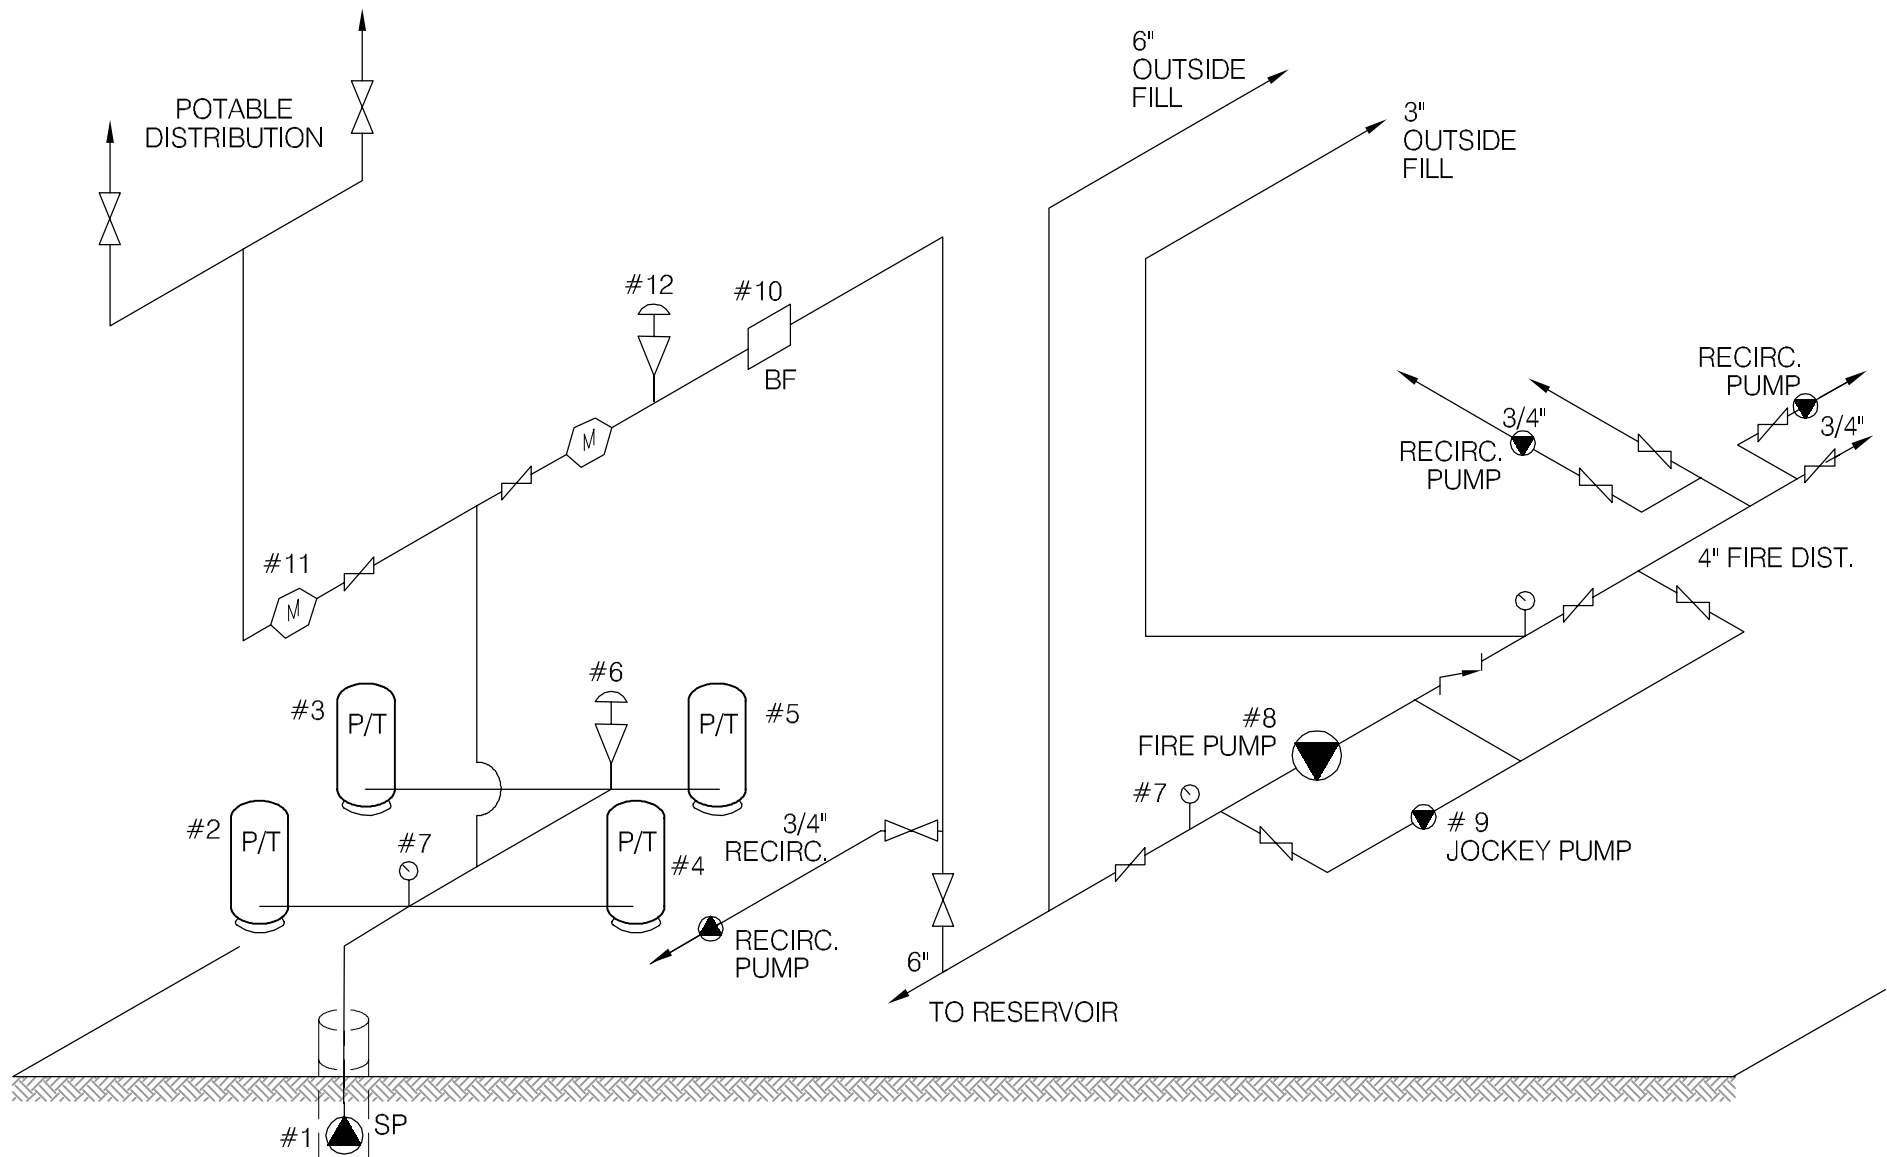 6"
OUTSIDE
FILL
POTABLE
DISTRIBUTION
3"
OUTSIDE
FILL
#12
#10
BF
RECIRC.
PUMP
3/4"
3/4"
RECIRC.
PUMP
M
4" FIRE DIST.
#11
M
#6
#3
P/T
P/T
#5
#8
FIRE PUMP
#7
#2
P/T
#7
P/T
#4
3/4"
RECIRC.
# 9
JOCKEY PUMP
RECIRC.
PUMP
6"
TO RESERVOIR
SP
#1